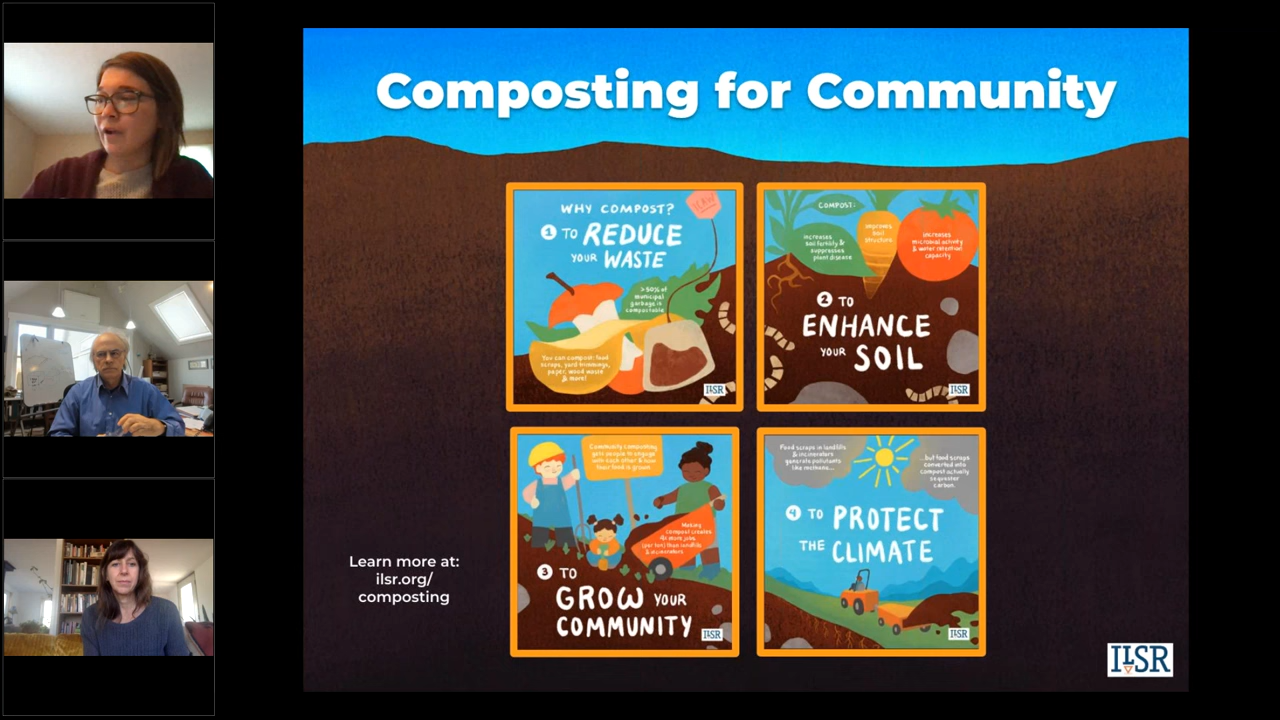 Composting for Community
WHY COMPOST?
1 TO REDUCE
YOUR WASTE
>50% of
municipal
garbage is
compostable
You can compost: food
scraps, yard trimmings,
paper, wood waste
& more!
ILSR
COMPOST:
increases
soil fertility &
suppresses
plant disease
improves
soil
structure
increases
microbial activity
& water retention
capacity
2 TO
ENHANCE
YOUR SOIL
ILSR
Community composting
gets people to engage
with each other & how
their food is grown.
Making
compost creates
4x more jobs
(per ton) than landfills
& incinerators
3 TO
GROW YOUR
COMMUNITY
ILSR
Food scraps in landfills
& incinerators
generate pollutants
like methane...
...but food scraps
converted into
compost actually
sequester
carbon.
4 TO PROTECT
THE CLIMATE
ILSR
Learn more at:
ilsr.org/
composting
ILSR